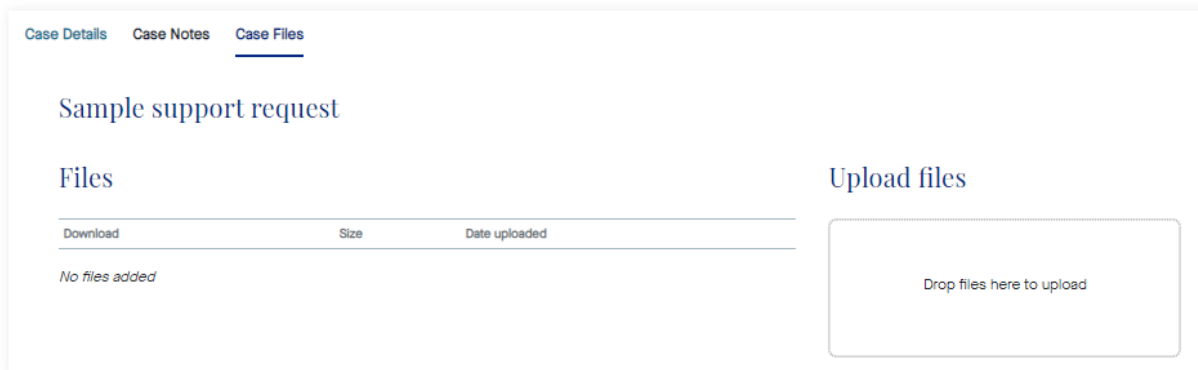 Case Details Case Notes Case Files
Sample support request
Files
Download Size Date uploaded
No files added
Upload files
Drop files here to upload